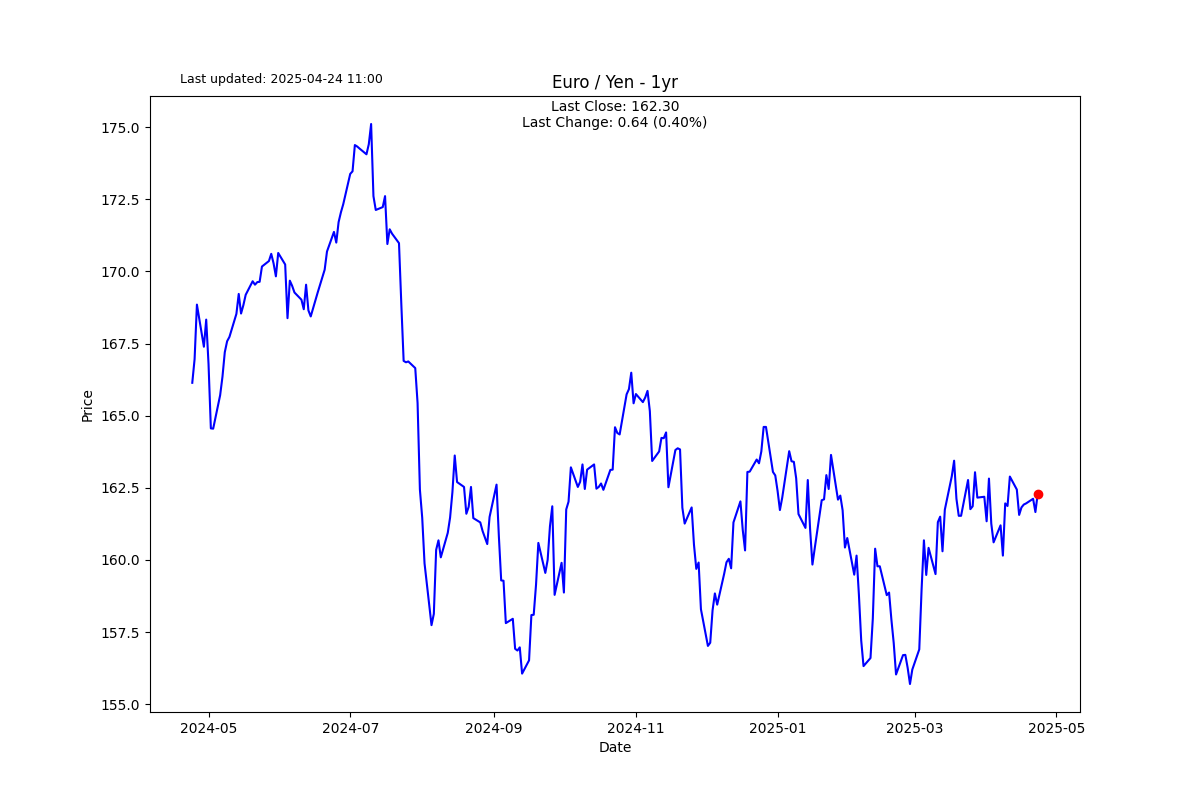 Last updated: 2025-04-24 11:00
Euro / Yen - 1yr
Last Close: 162.30
Last Change: 0.64 (0.40%)
175.0
172.5
170.0
167.5
165.0
162.5
160.0
157.5
155.0
Price
2024-05 2024-07 2024-09 2024-11 2025-01 2025-03 2025-05
Date